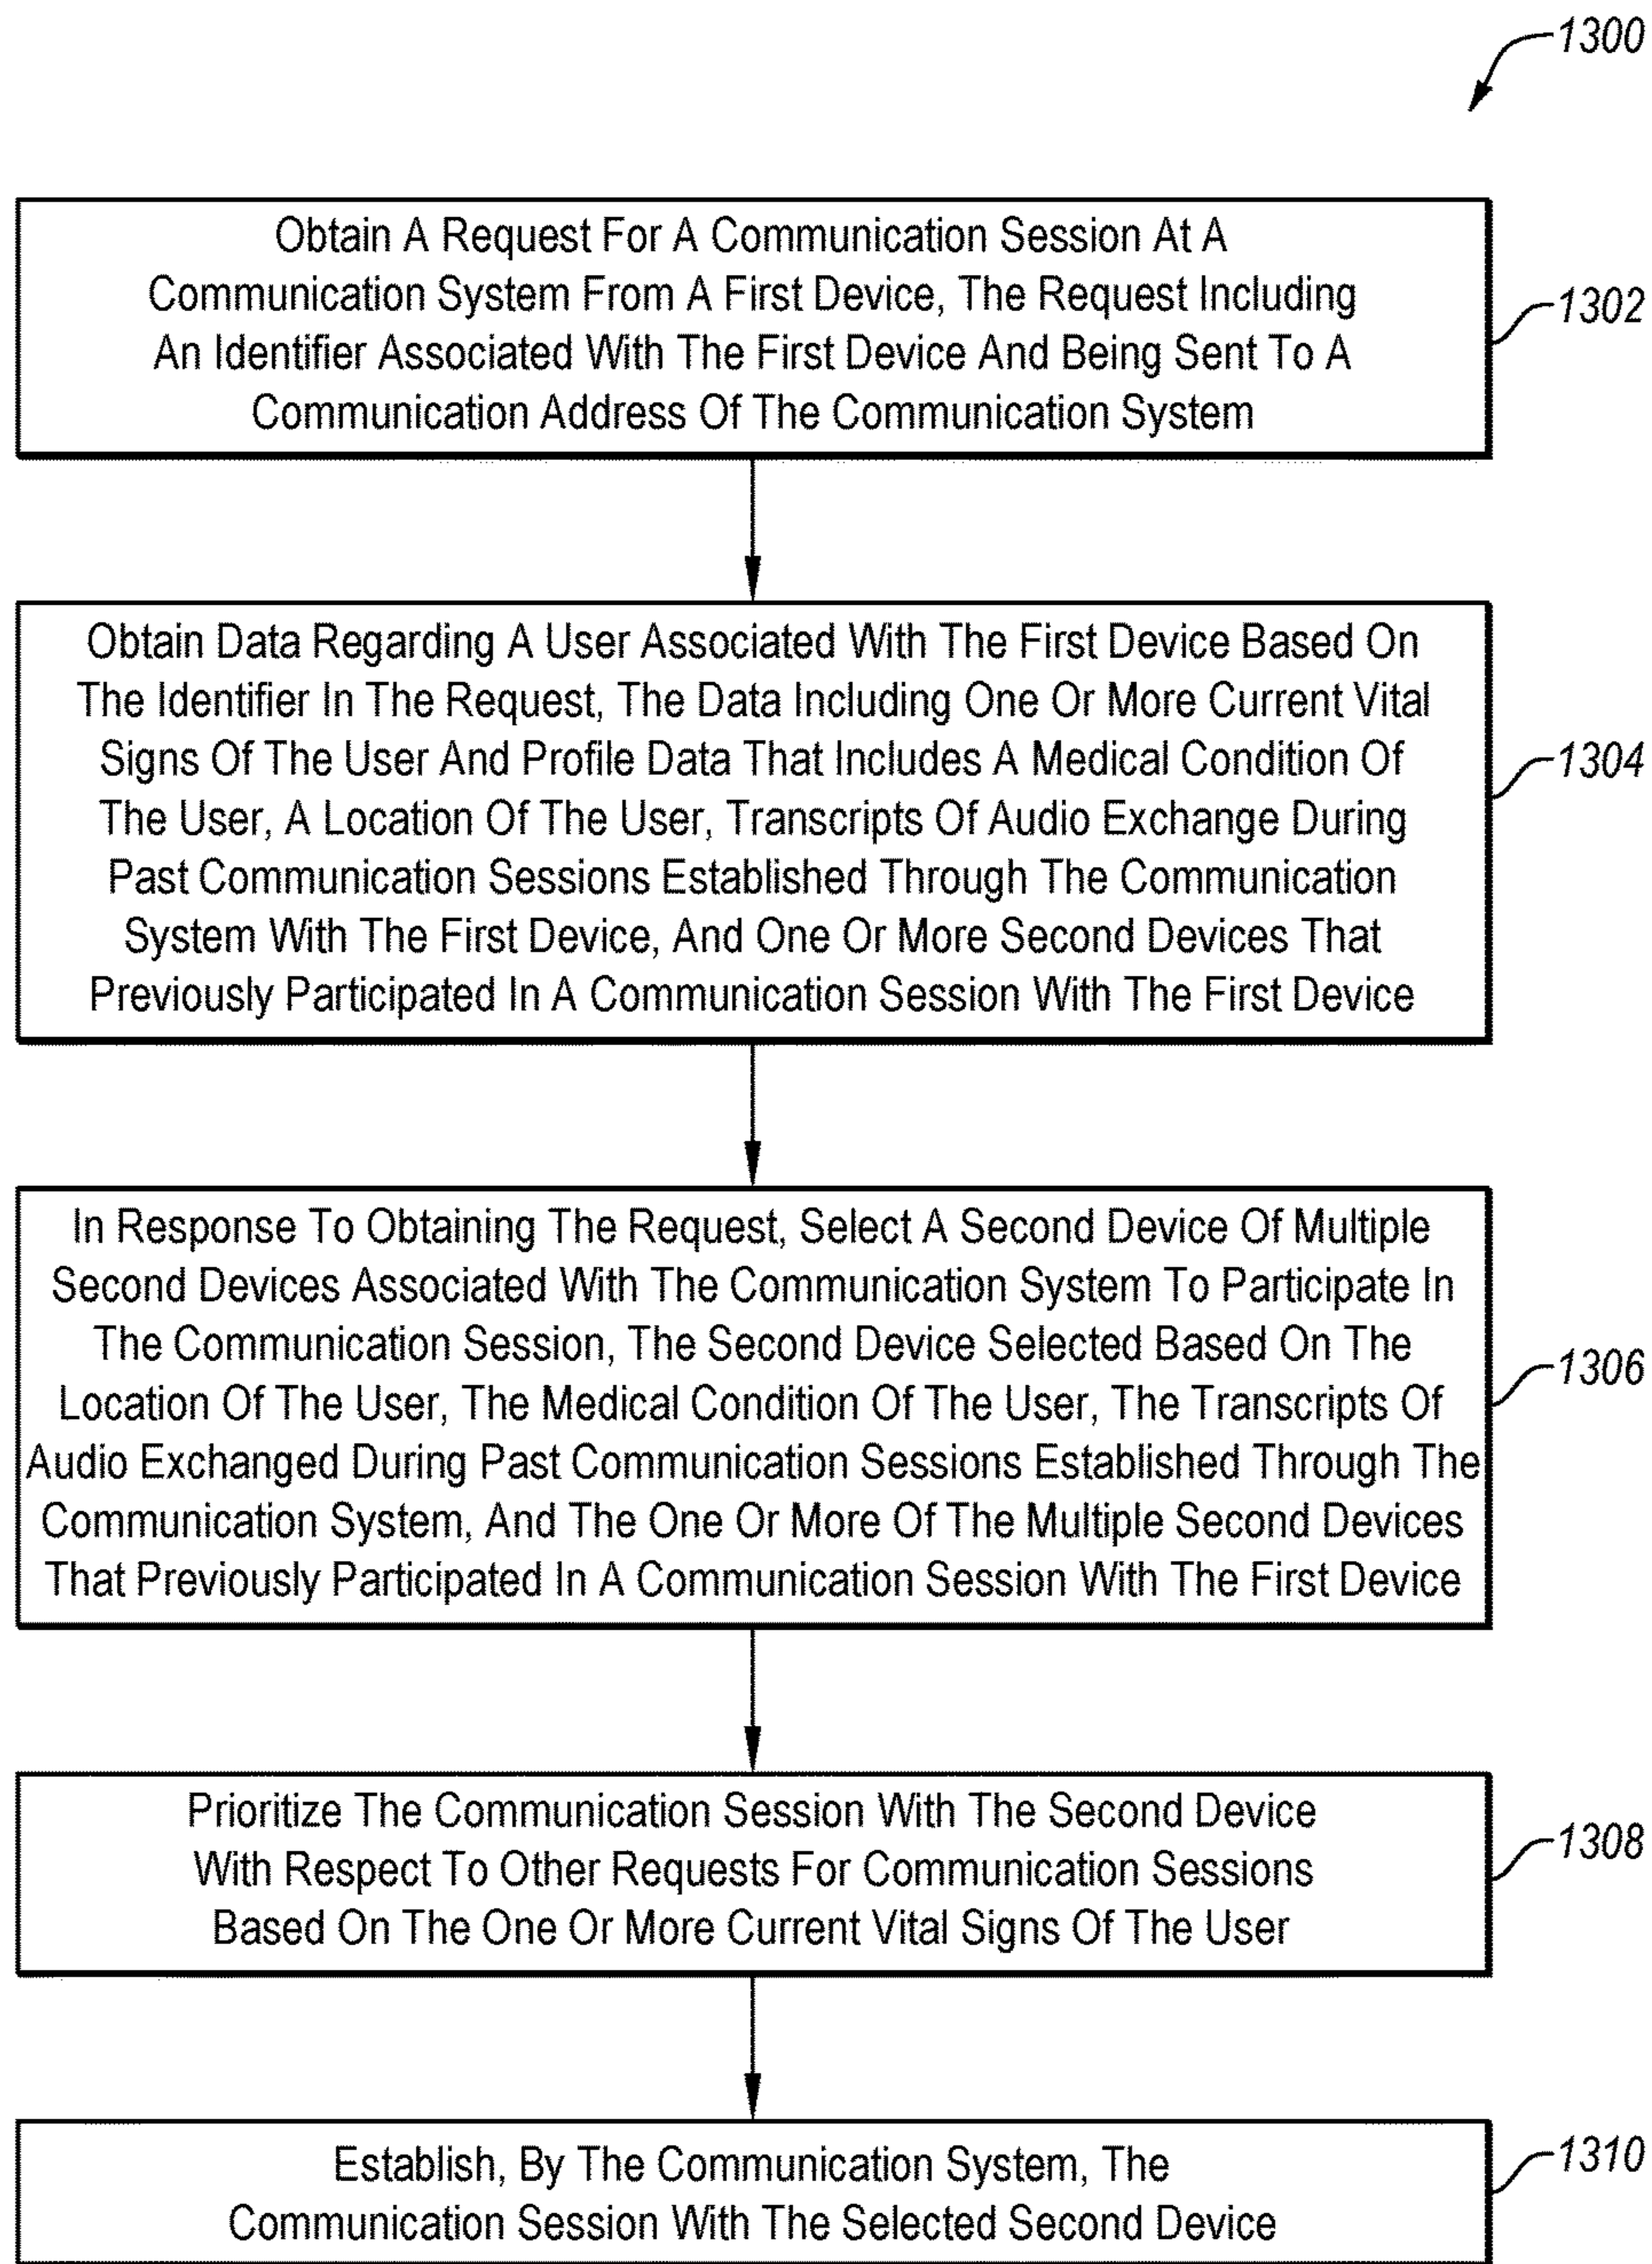 1300
Obtain A Request For A Communication Session At A
Communication System From A First Device, The Request Including
An Identifier Associated With The First Device And Being Sent To A
Communication Address Of The Communication System
1302
Obtain Data Regarding A User Associated With The First Device Based On
The Identifier In The Request, The Data Including One Or More Current Vital
Signs Of The User And Profile Data That Includes A Medical Condition Of
The User, A Location Of The User, Transcripts Of Audio Exchange During
Past Communication Sessions Established Through The Communication
System With The First Device, And One Or More Second Devices That
Previously Participated In A Communication Session With The First Device
1304
In Response To Obtaining The Request, Select A Second Device Of Multiple
Second Devices Associated With The Communication System To Participate In
The Communication Session, The Second Device Selected Based On The
Location Of The User, The Medical Condition Of The User, The Transcripts Of
Audio Exchanged During Past Communication Sessions Established Through The
Communication System, And The One Or More Of The Multiple Second Devices
That Previously Participated In A Communication Session With The First Device
1306
Prioritize The Communication Session With The Second Device
With Respect To Other Requests For Communication Sessions
Based On The One Or More Current Vital Signs Of The User
1308
Establish, By The Communication System, The
Communication Session With The Selected Second Device
1310